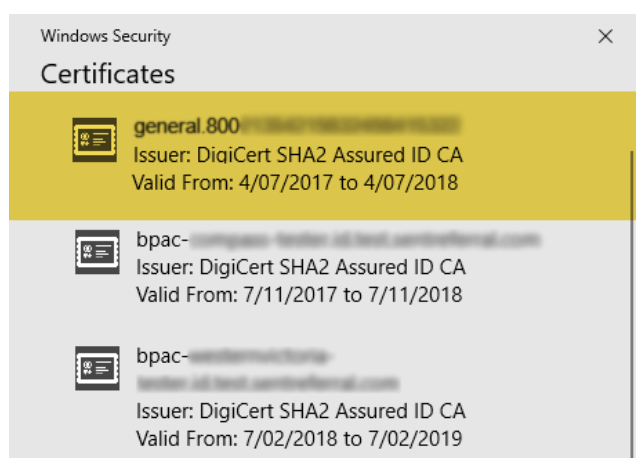 Windows Security
Certificates
general.800
Issuer: DigiCert SHA2 Assured ID CA
Valid From: 4/07/2017 to 4/07/2018
bpac-
Issuer: DigiCert SHA2 Assured ID CA
Valid From: 7/11/2017 to 7/11/2018
bpac-
Issuer: DigiCert SHA2 Assured ID CA
Valid From: 7/02/2018 to 7/02/2019